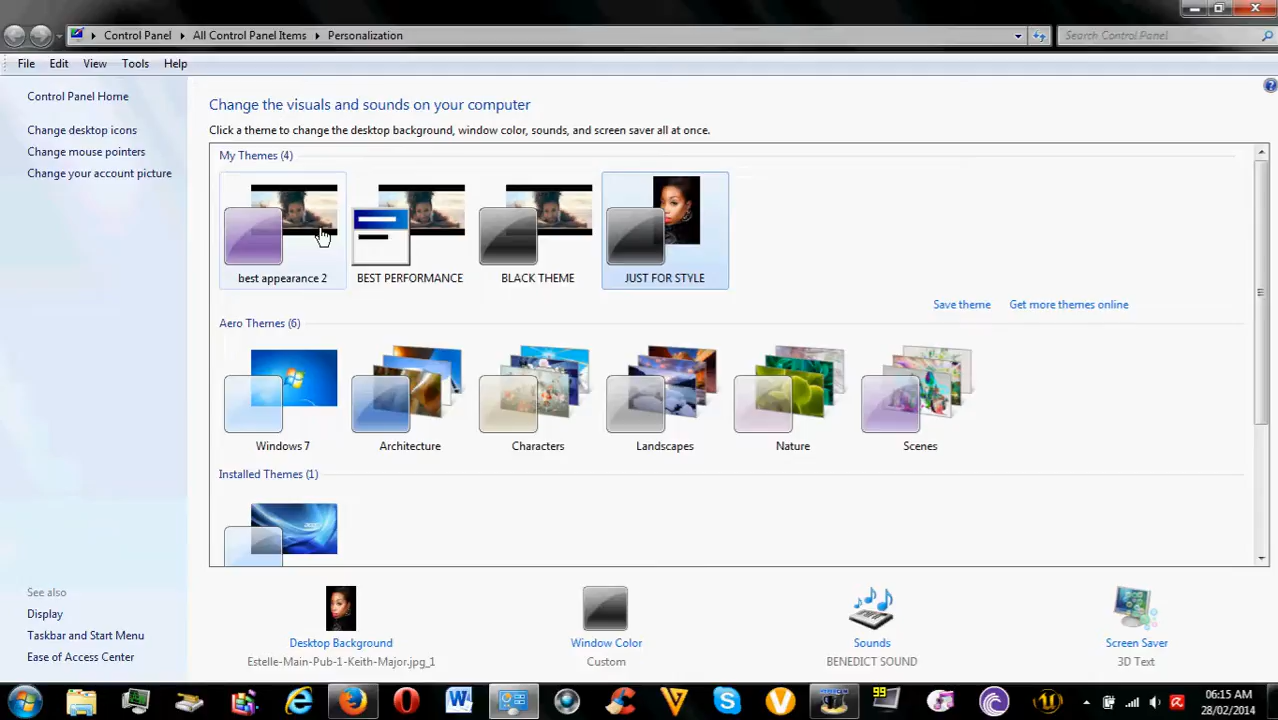 Control Panel
All Control Panel Items
Personalization
Search Control Panel
File Edit View Tools Help
Control Panel Home
Change desktop icons
Change mouse pointers
Change your account picture
Change the visuals and sounds on your computer
Click a theme to change the desktop background, window color, sounds, and screen saver all at once.
My Themes (4)
best appearance 2
BEST PERFORMANCE
BLACK THEME
JUST FOR STYLE
Save theme
Get more themes online
Aero Themes (6)
Windows 7
Architecture
Characters
Landscapes
Nature
Scenes
Installed Themes (1)
See also
Display
Taskbar and Start Menu
Ease of Access Center
Desktop Background
Estelle-Main-Pub-1-Keith-Major.jpg_1
Window Color
Custom
Sounds
BENEDICT SOUND
Screen Saver
3D Text
99
06:15 AM
28/02/2014